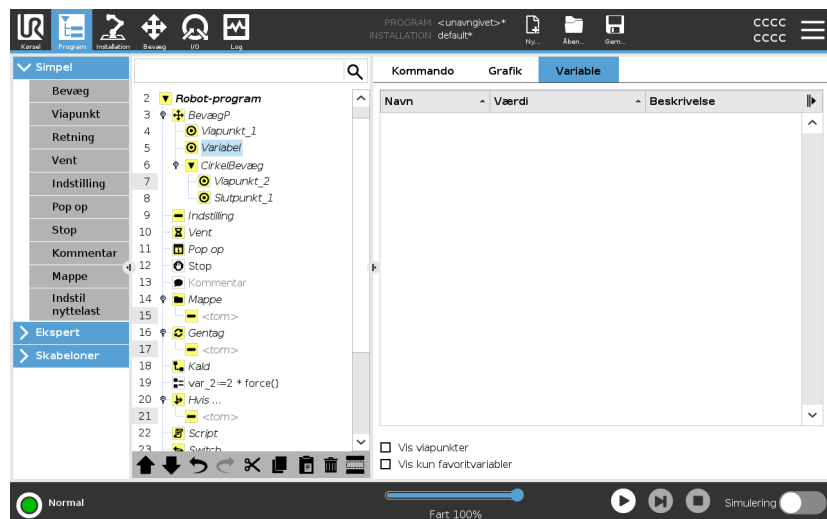 UR
PROGRAM <unavngivet>*
INSTALLATION default*
CCCC
CCCC
Kørsel Program Installation Bevæg I/O Log Ny... Åben... Gem...
Simpel
Bevæg
Viapunkt
Retning
Vent
Indstilling
Pop op
Stop
Kommentar
Mappe
Indstil
nyttelast
Ekspert
Skabeloner
2 Robot-program
3 BevægP
4 Viapunkt_1
5 Variabel
6 CirkelBevæg
7 Viapunkt_2
8 Slutpunkt_1
9 Indstilling
10 Vent
11 Pop op
12 Stop
13 Kommentar
14 Mappe
15 <tom>
16 Gentag
17 <tom>
18 Kald
19 var_2≔2 * force()
20 Hvis ...
21 <tom>
22 Script
23 Switch
Kommando Grafik Variable
Navn Værdi Beskrivelse
Vis viapunkter
Vis kun favoritvariabler
Normal
Fart 100%
Simulering